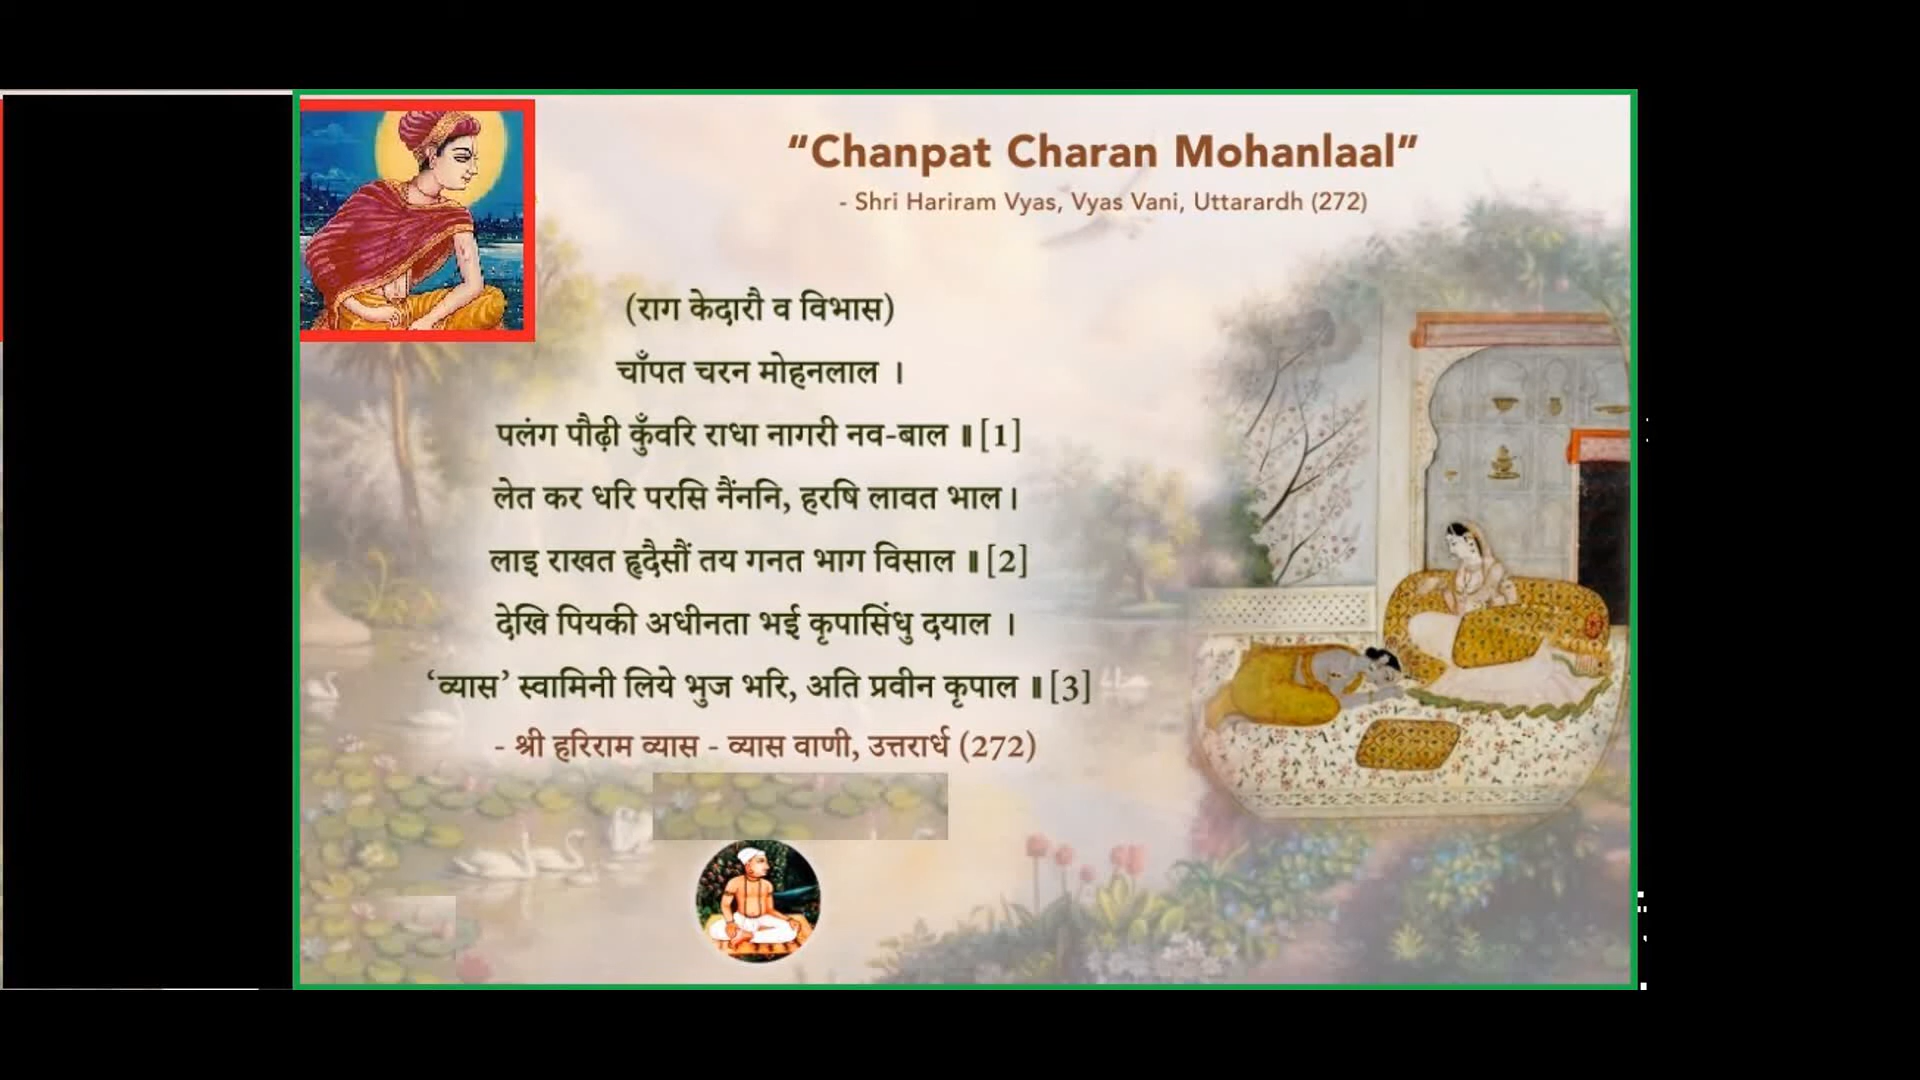 “Chanpat Charan Mohanlaal”
- Shri Hariram Vyas, Vyas Vani, Uttarardh (272)
(राग केदारौ व विभास)
चाँपत चरन मोहनलाल ।
पलंग पौढ़ी कुँवरि राधा नागरी नव-बाल ॥[1]
लेत कर धरि परसि नैंननि, हरषि लावत भाल।
लाइ राखत हृदैसौं तय गनत भाग विसाल ॥[2]
देखि पियकी अधीनता भई कृपासिंधु दयाल ।
‘व्यास’ स्वामिनी लिये भुज भरि, अति प्रवीन कृपाल ॥[3]
- श्री हरिराम व्यास - व्यास वाणी, उत्तरार्ध (272)